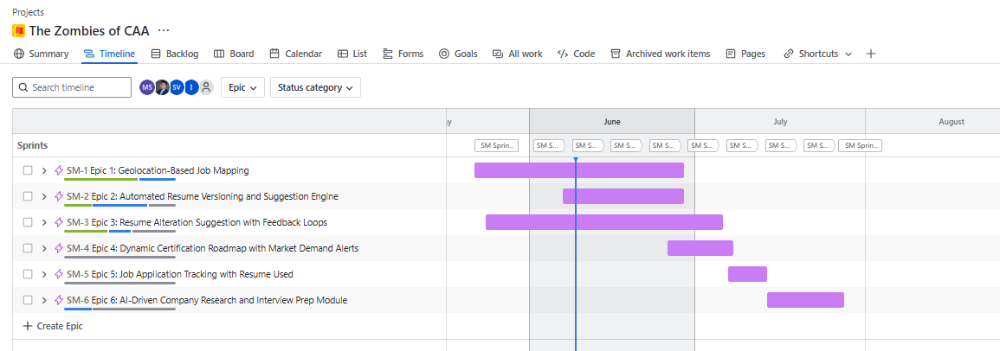 Projects
The Zombies of CAA ···
Summary Timeline Backlog Board Calendar List Forms Goals All work Code Archived work items Pages Shortcuts
Search timeline MS SV I Epic Status category
y June July August
Sprints SM Sprin... SM S... SM S... SM S... SM S... SM S... SM S... SM S... SM S... SM Sprin...
SM-1 Epic 1: Geolocation-Based Job Mapping
SM-2 Epic 2: Automated Resume Versioning and Suggestion Engine
SM-3 Epic 3: Resume Alteration Suggestion with Feedback Loops
SM-4 Epic 4: Dynamic Certification Roadmap with Market Demand Alerts
SM-5 Epic 5: Job Application Tracking with Resume Used
SM-6 Epic 6: AI-Driven Company Research and Interview Prep Module
+ Create Epic